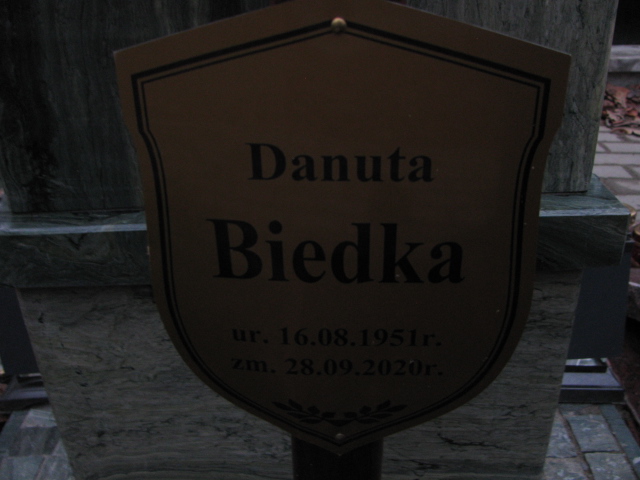 Danuta
Biedka
ur. 16.08.1951r.
zm. 28.09.2020r.